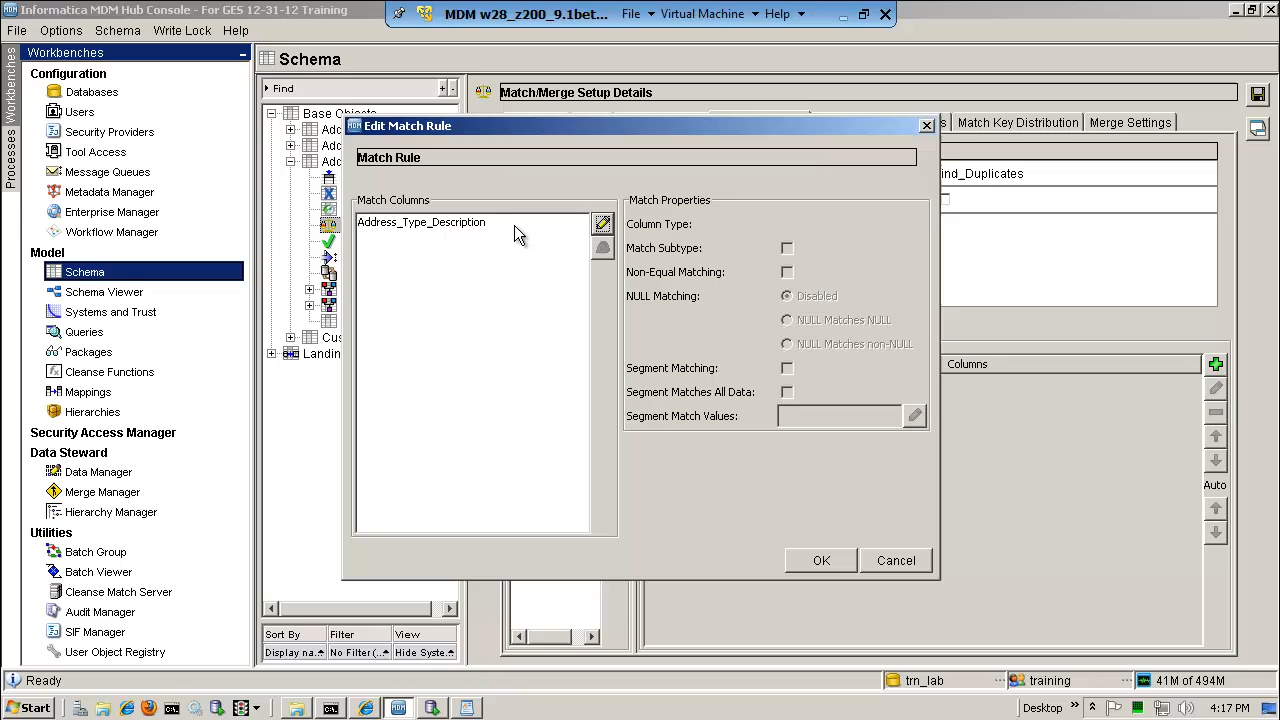 Informatica MDM Hub Console - For GES 12-31-12 Training
MDM w28_z200_9.1bet...
File
Virtual Machine
Help
File Options Schema Write Lock Help
Workbenches
Processes
Workbenches
Configuration
Databases
Users
Security Providers
Tool Access
Message Queues
Metadata Manager
Enterprise Manager
Workflow Manager
Model
Schema
Schema Viewer
Systems and Trust
Queries
Packages
Cleanse Functions
Mappings
Hierarchies
Security Access Manager
Data Steward
Data Manager
Merge Manager
Hierarchy Manager
Utilities
Batch Group
Batch Viewer
Cleanse Match Server
Audit Manager
SIF Manager
User Object Registry
Schema
Find
Base Objects
Add
Add
Add
Cus
Landin
Sort By
Filter
View
Display na...
No Filter (...
Hide Syste...
Match/Merge Setup Details
s
Match Key Distribution
Merge Settings
ind_Duplicates
Columns
Auto
Edit Match Rule
Match Rule
Match Columns
Address_Type_Description
Match Properties
Column Type:
Match Subtype:
Non-Equal Matching:
NULL Matching:
Disabled
NULL Matches NULL
NULL Matches non-NULL
Segment Matching:
Segment Matches All Data:
Segment Match Values:
OK
Cancel
Ready
trn_lab
...
training
...
41M of 494M
Start
Desktop
4:17 PM